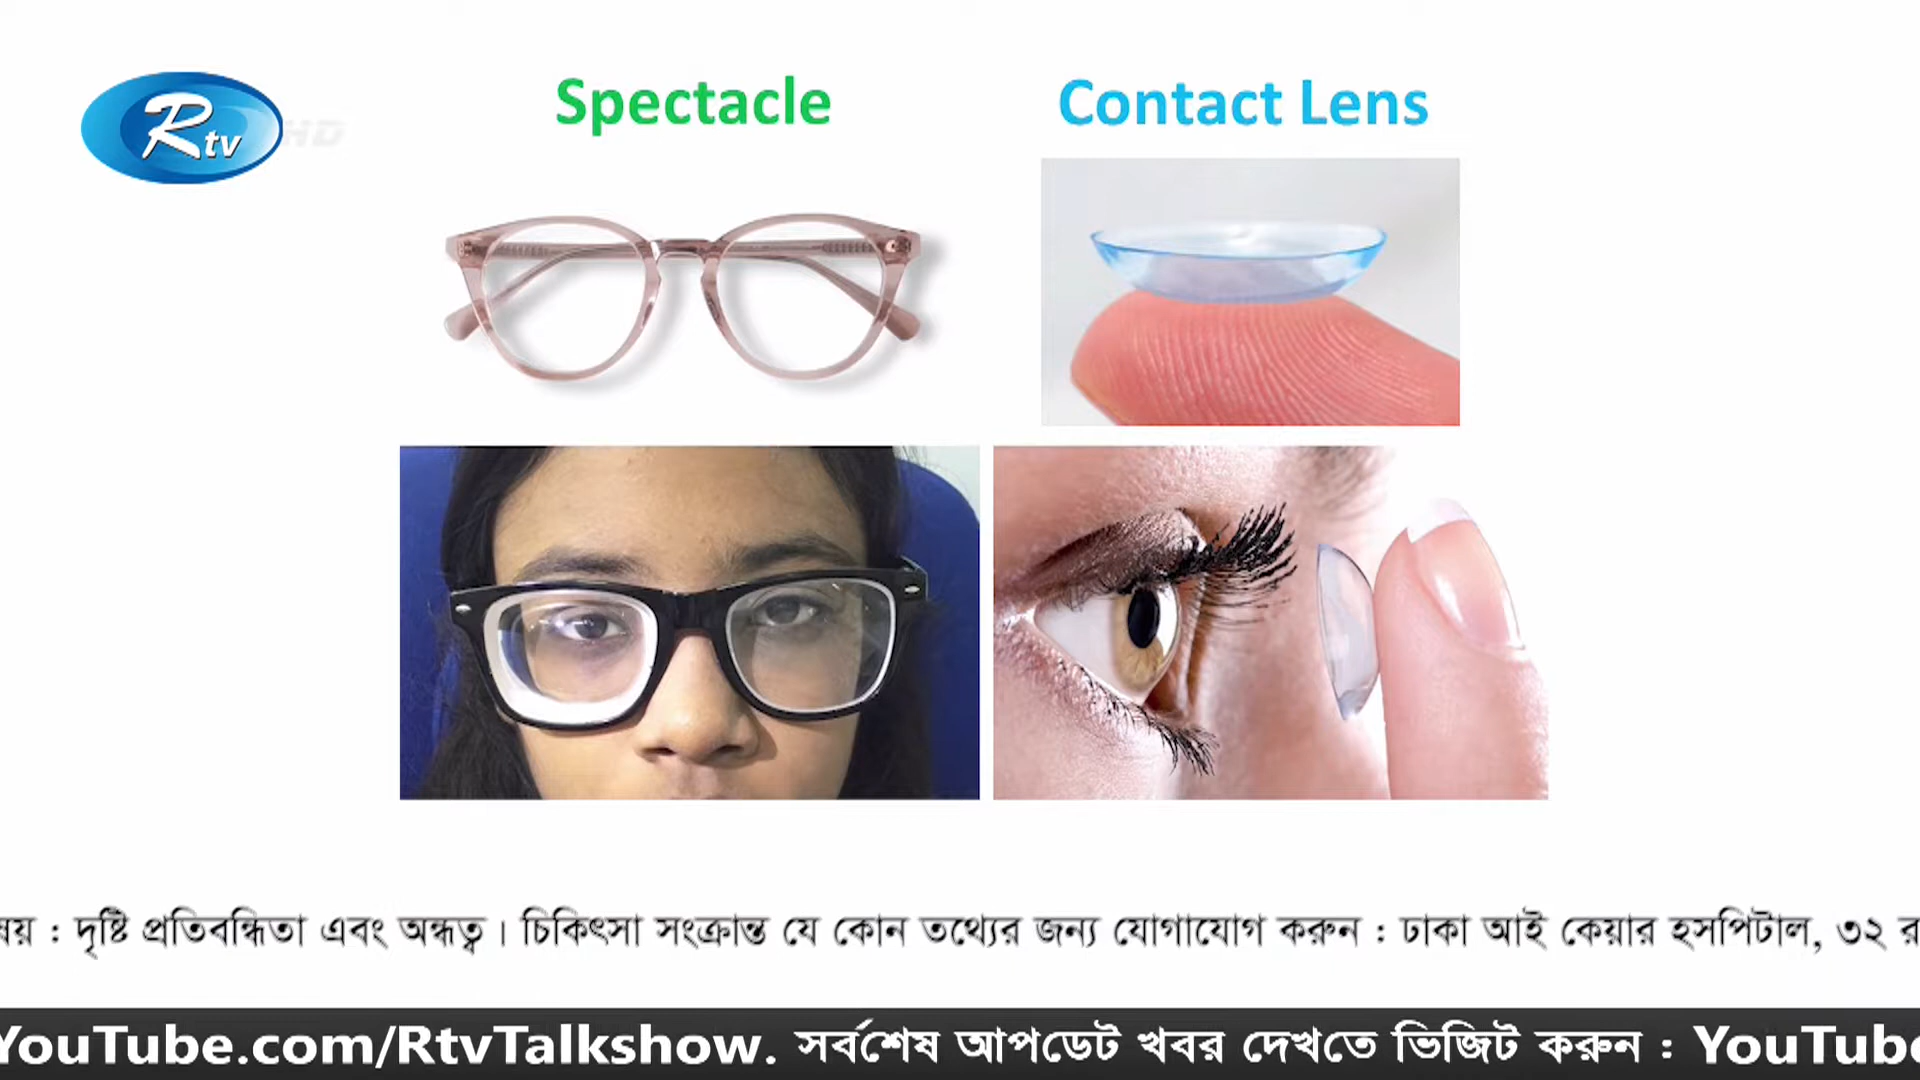 Rtv HD
Spectacle
Contact Lens
: দৃষ্টি প্রতিবন্ধিতা এবং অন্ধত্ব। চিকিৎসা সংক্রান্ত যে কোন তথ্যের জন্য যোগাযোগ করুন : ঢাকা আই কেয়ার হসপিটাল, ৩২
YouTube.com/RtvTalkshow. সর্বশেষ আপডেট খবর দেখতে ভিজিট করুন : YouTube